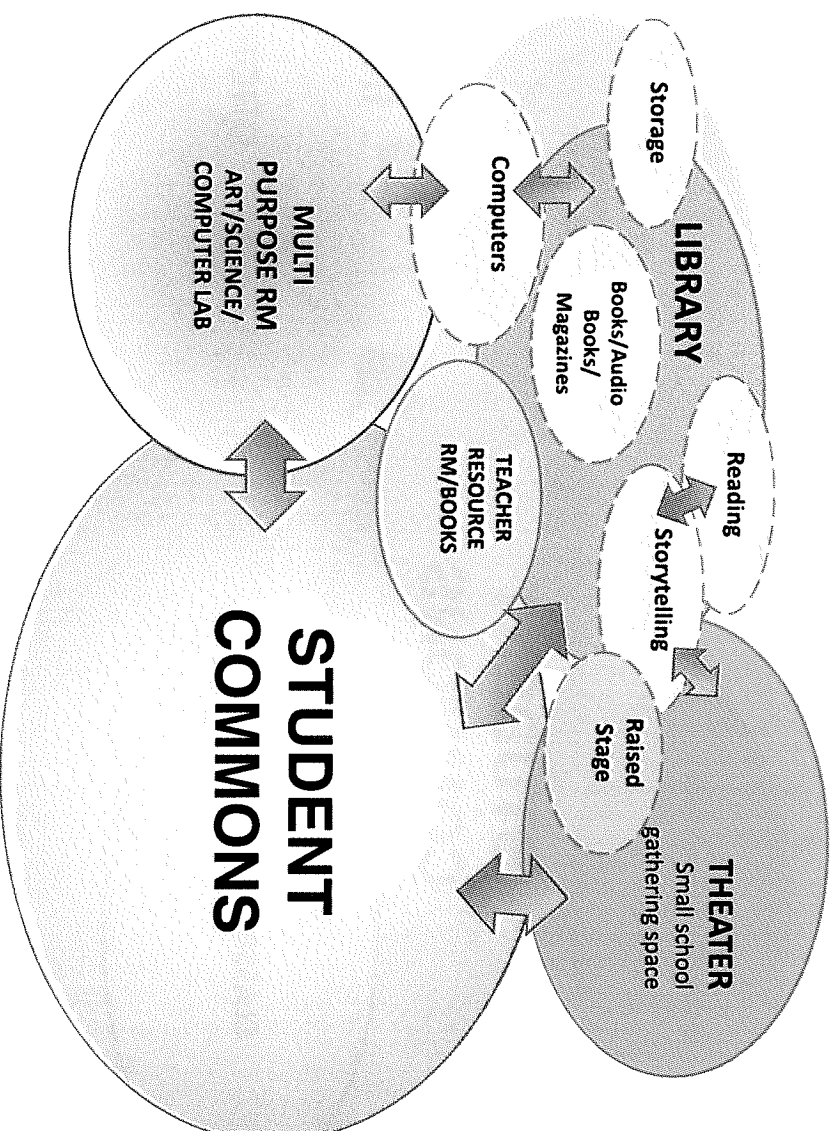 Storage
LIBRARY
Reading
Computers
Books/Audio
Books/
Magazines
Storytelling
THEATER
Small school
gathering space
Raised
Stage
TEACHER
RESOURCE
RM/BOOKS
MULTI
PURPOSE RM
ART/SCIENCE/
COMPUTER LAB
STUDENT
COMMONS